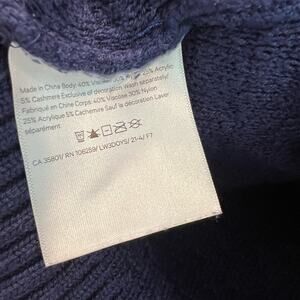 Made in China Body: 40% Viscose 30% Nylon 25% Acrylic
5% Cashmere Exclusive of decoration Wash separately/
Fabriqué en Chine Corps: 40% Viscose 30% Nylon
25% Acrylique 5% Cachemire Sauf la décoration Laver
séparément
CA 35801/ RN 106259/ LW3DOYS/ 21-4/ F7